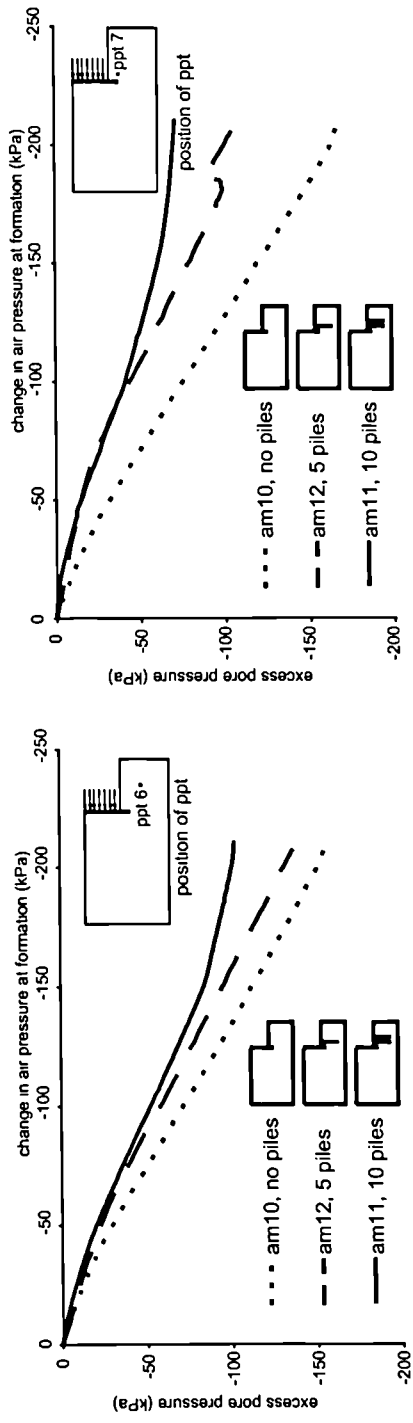 change in air pressure at formation (kPa)
0 -50 -100 -150 -200 -250
0
-50
-100
-150
-200
excess pore pressure (kPa)
ppt 6
position of ppt
am10, no piles
am12, 5 piles
am11, 10 piles
change in air pressure at formation (kPa)
0 -50 -100 -150 -200 -250
0
-50
-100
-150
-200
excess pore pressure (kPa)
ppt 7
position of ppt
am10, no piles
am12, 5 piles
am11, 10 piles